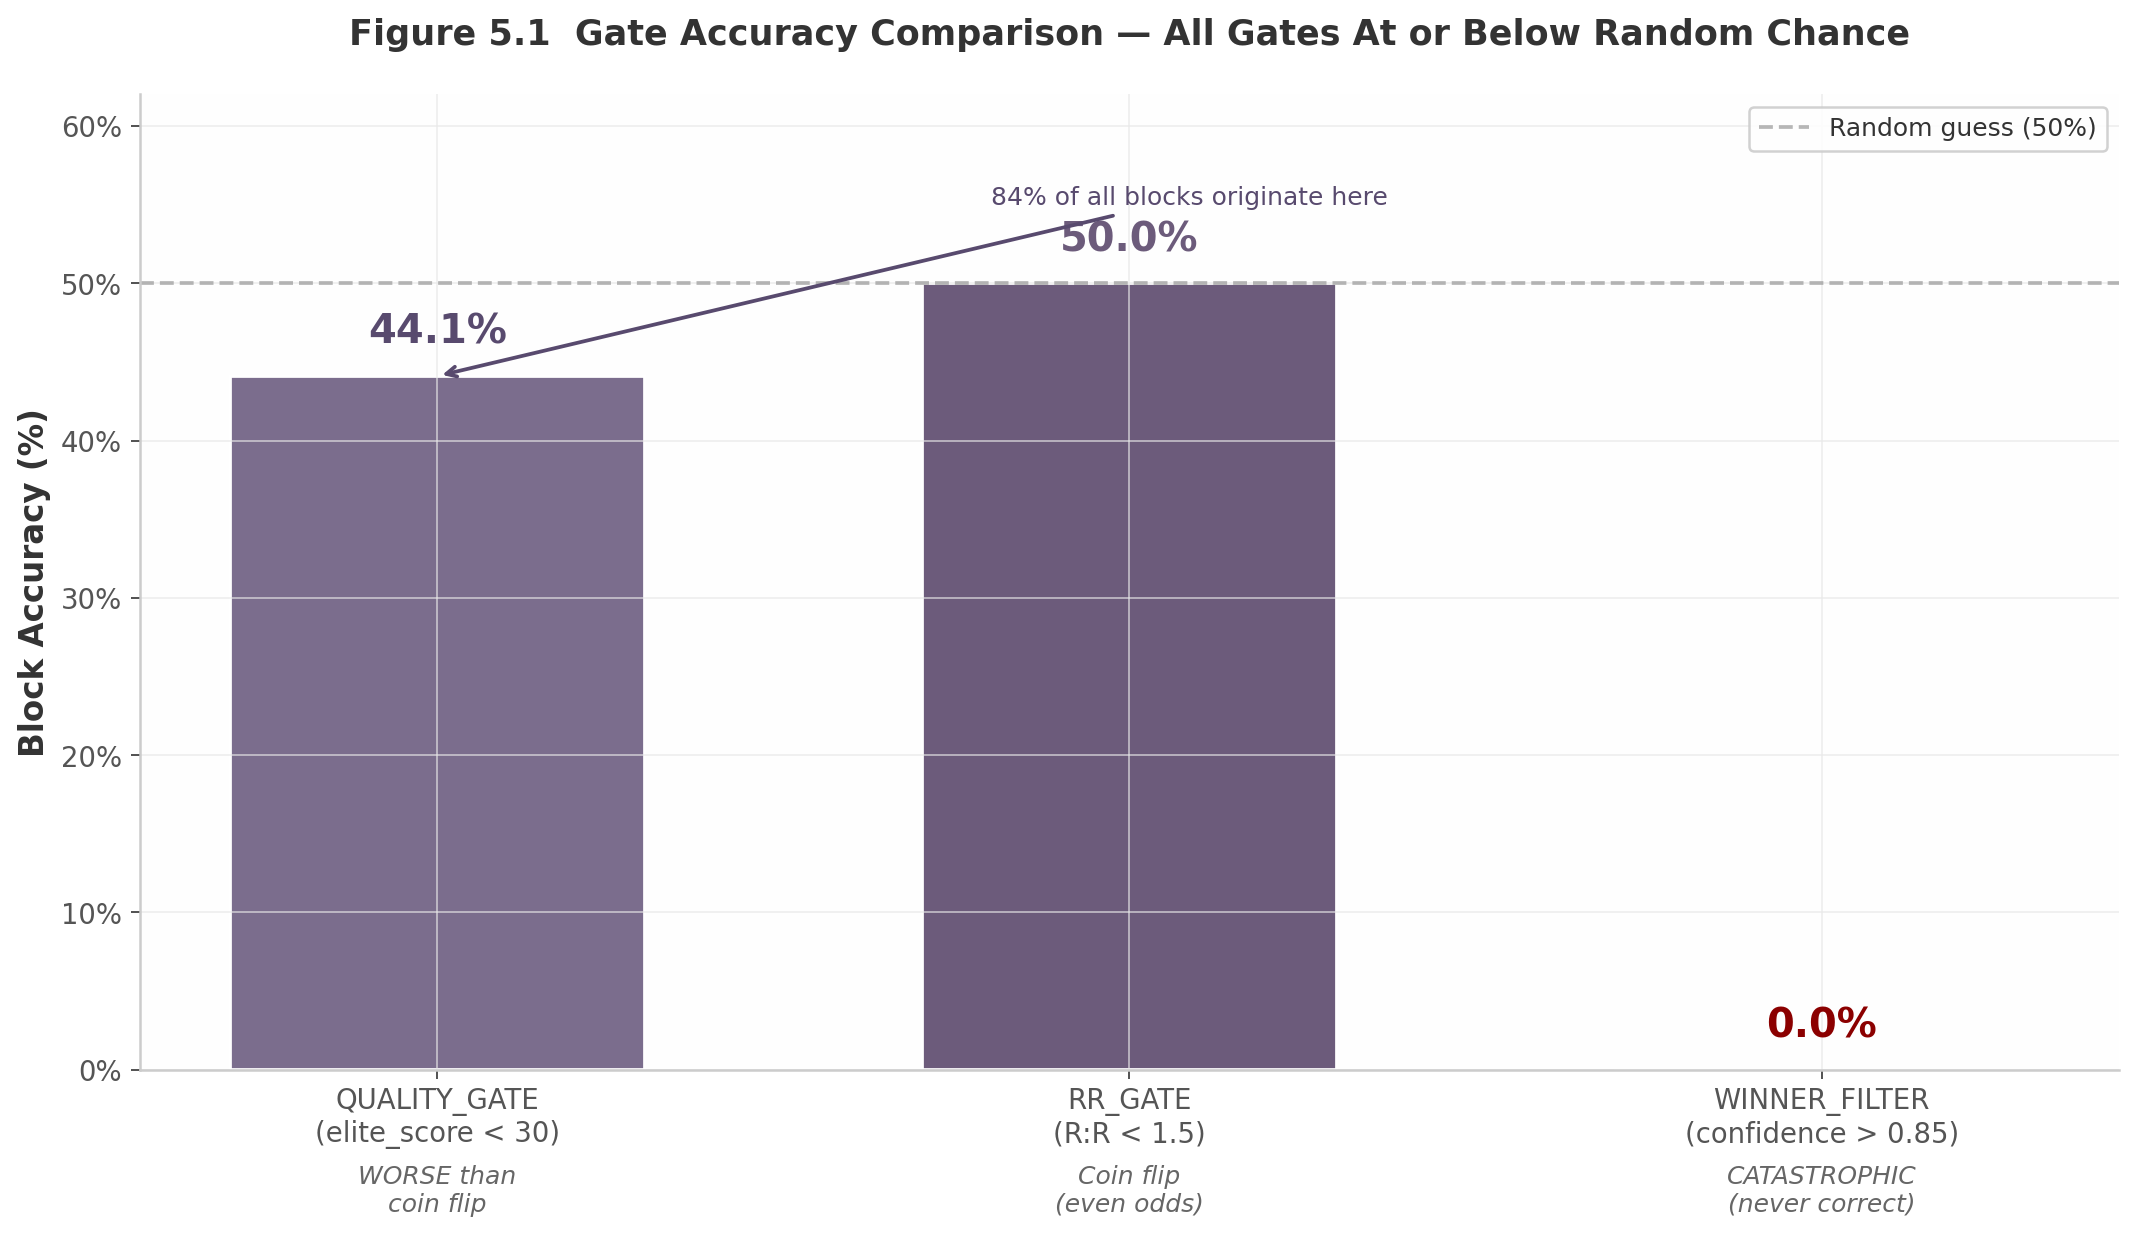 Figure 5.1  Gate Accuracy Comparison — All Gates At or Below Random Chance
Random guess (50%)
84% of all blocks originate here
50.0%
44.1%
0.0%
Block Accuracy (%)
60%
50%
40%
30%
20%
10%
0%
QUALITY_GATE
(elite_score < 30)
WORSE than
coin flip
RR_GATE
(R:R < 1.5)
Coin flip
(even odds)
WINNER_FILTER
(confidence > 0.85)
CATASTROPHIC
(never correct)